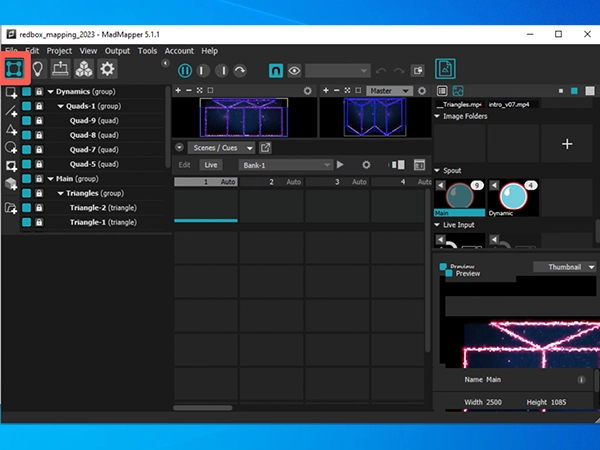 redbox_mapping_2023 - MadMapper 5.1.1
File Edit Project View Output Tools Account Help
Dynamics (group)
Quads-1 (group)
Quad-9 (quad)
Quad-8 (quad)
Quad-7 (quad)
Quad-5 (quad)
Main (group)
Triangles (group)
Triangle-2 (triangle)
Triangle-1 (triangle)
Master
Scenes / Cues
Edit Live Bank-1
1 Auto 2 Auto 3 Auto 4 Aut
__Triangles.mp4 intro_v07.mp4
Image Folders
Spout
9 4
Main Dynamic
Live Input
Preview Thumbnail
Preview
Name Main
Width 2500 Height 1085